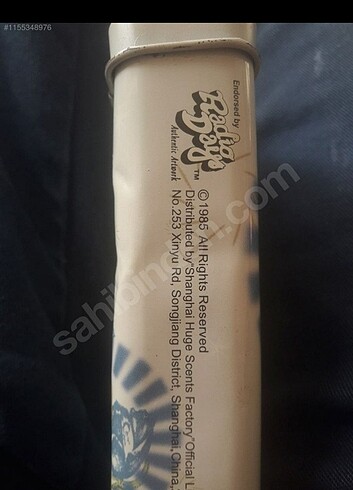 #1155348976
Endorsed by
Radio
Days
TM
Authentic Artwork
©1985 All Rights Reserved
Distributed by"Shanghai Huge Scents Factory"Official L
No.253 Xinyu Rd, Songjiang District, Shanghai,China,
sahibinden.com